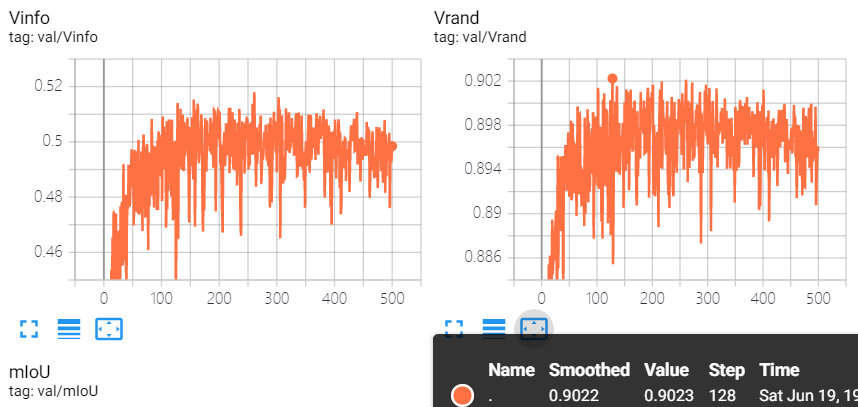 Vinfo
tag: val/Vinfo
0.52
0.5
0.48
0.46
0 100 200 300 400 500
Vrand
tag: val/Vrand
0.902
0.898
0.894
0.89
0.886
0 100 200 300 400 500
mIoU
tag: val/mIoU
Name Smoothed Value Step Time
. 0.9022 0.9023 128 Sat Jun 19, 19